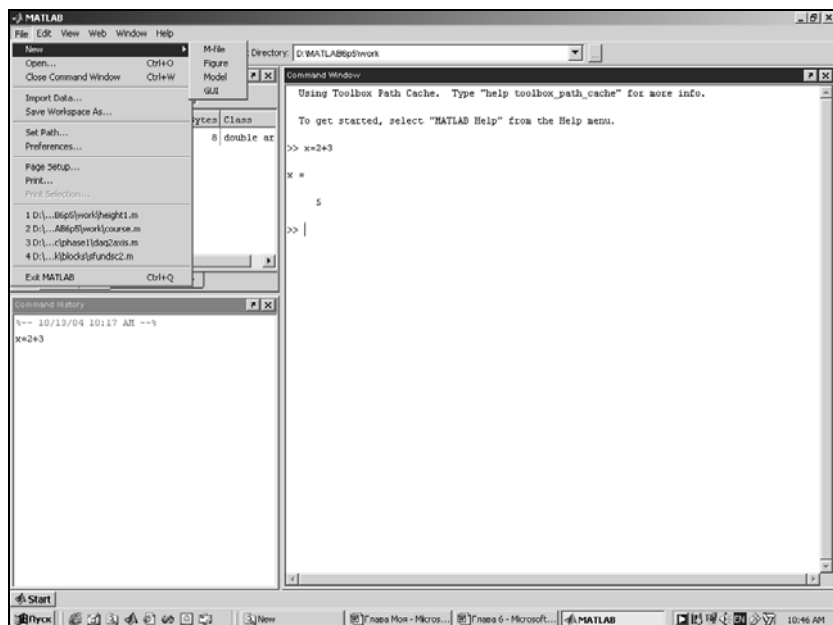 MATLAB
File Edit View Web Window Help
New
Open... Ctrl+O
Close Command Window Ctrl+W
Import Data...
Save Workspace As...
Set Path...
Preferences...
Page Setup...
Print...
Print Selection...
1 D:\...B6p5\work\height1.m
2 D:\...AB6p5\work\course.m
3 D:\...c\phase1\daq2axis.m
4 D:\...k\blocks\sfundsc2.m
Exit MATLAB Ctrl+Q
M-file
Figure
Model
GUI
Directory: D:\MATLAB6p5\work
ytes Class
8 double ar
Command History
%-- 10/13/04 10:17 AM --%
x=2+3
Command Window
Using Toolbox Path Cache. Type "help toolbox_path_cache" for more info.
To get started, select "MATLAB Help" from the Help menu.
>> x=2+3
x =
5
>>
Start
Пуск New Глава Моя - Micros... Глава 6 - Microsoft... MATLAB 10:46 AM